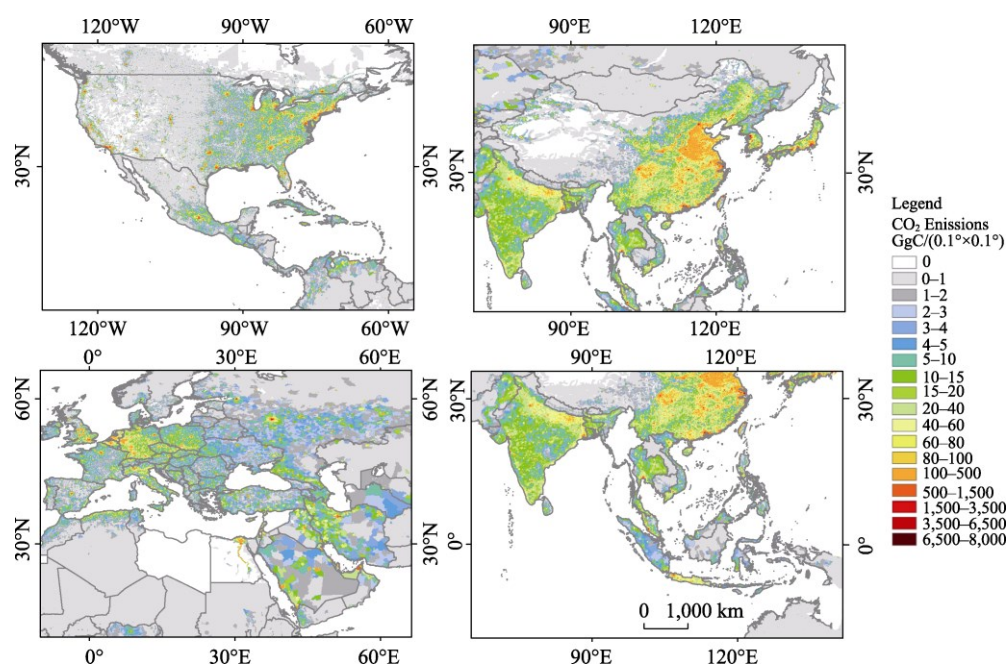 120°W 90°W 60°W
30°N 30°N
120°W 90°W 60°W
90°E 120°E
30°N 30°N
90°E 120°E
0° 30°E 60°E
60°N 60°N
30°N 30°N
0° 30°E 60°E
90°E 120°E
30°N 30°N
0° 0°
0 1,000 km
90°E 120°E
Legend
CO₂ Emissions
GgC/(0.1°×0.1°)
0
0–1
1–2
2–3
3–4
4–5
5–10
10–15
15–20
20–40
40–60
60–80
80–100
100–500
500–1,500
1,500–3,500
3,500–6,500
6,500–8,000